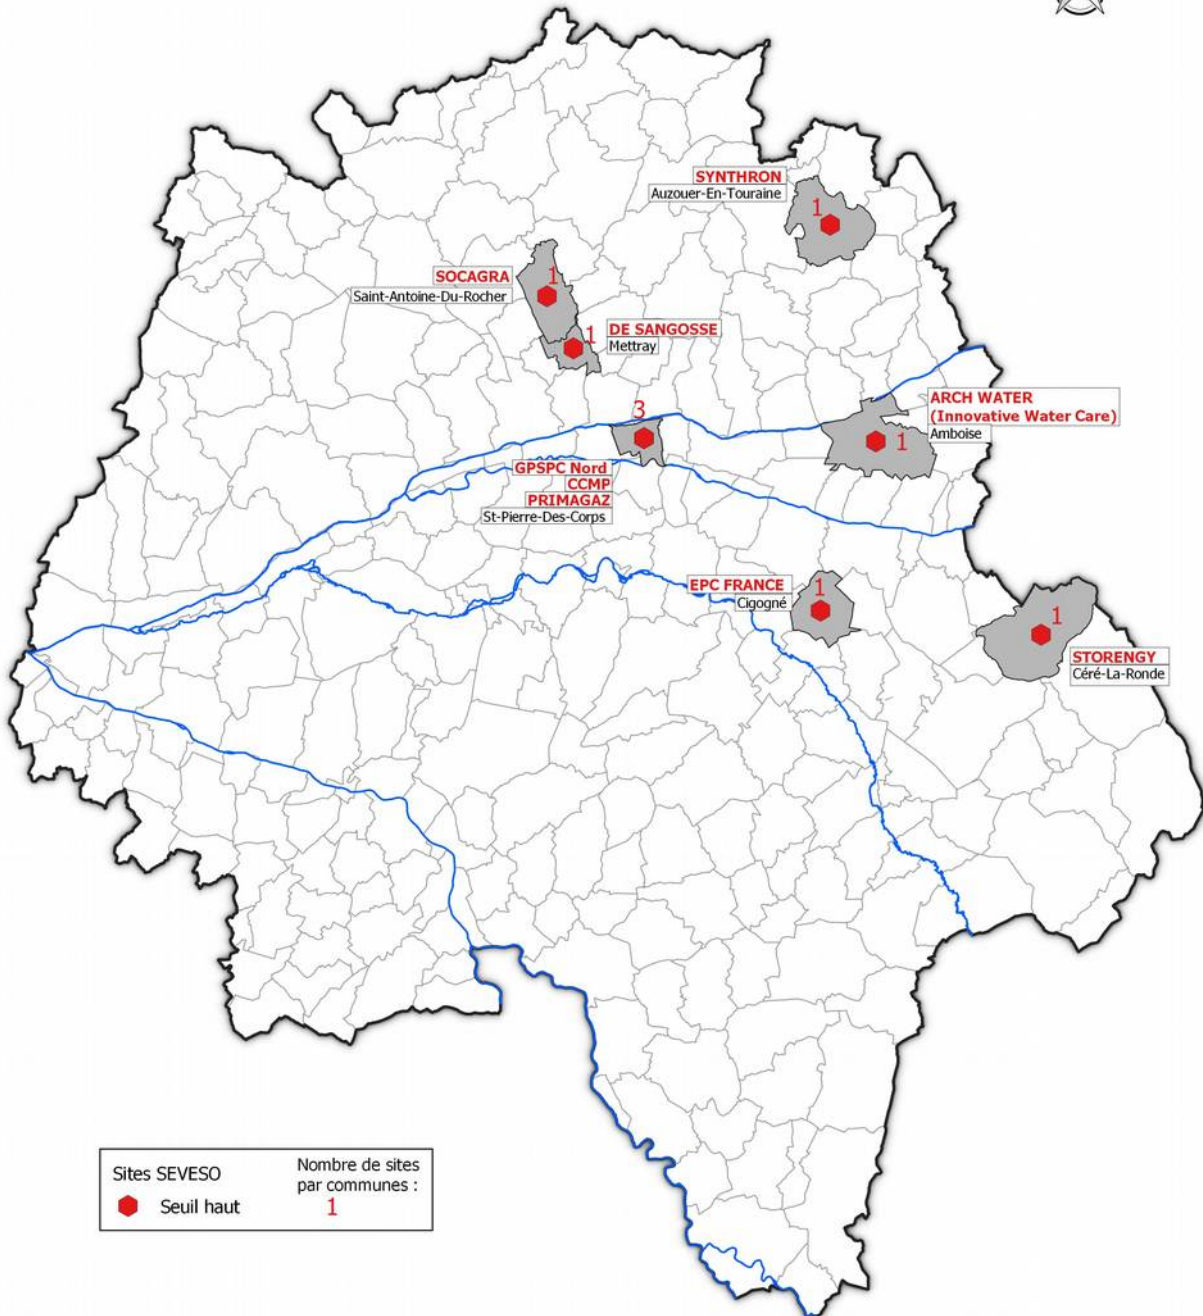 SYNTHRON
Auzouer-En-Touraine
1
SOCAGRA
Saint-Antoine-Du-Rocher
1
DE SANGOSSE
Mettray
1
ARCH WATER
(Innovative Water Care)
Amboise
1
3
GPSPC Nord
CCMP
PRIMAGAZ
St-Pierre-Des-Corps
EPC FRANCE
Cigogné
1
1
STORENGY
Céré-La-Ronde
Sites SEVESO
Seuil haut
Nombre de sites
par communes :
1